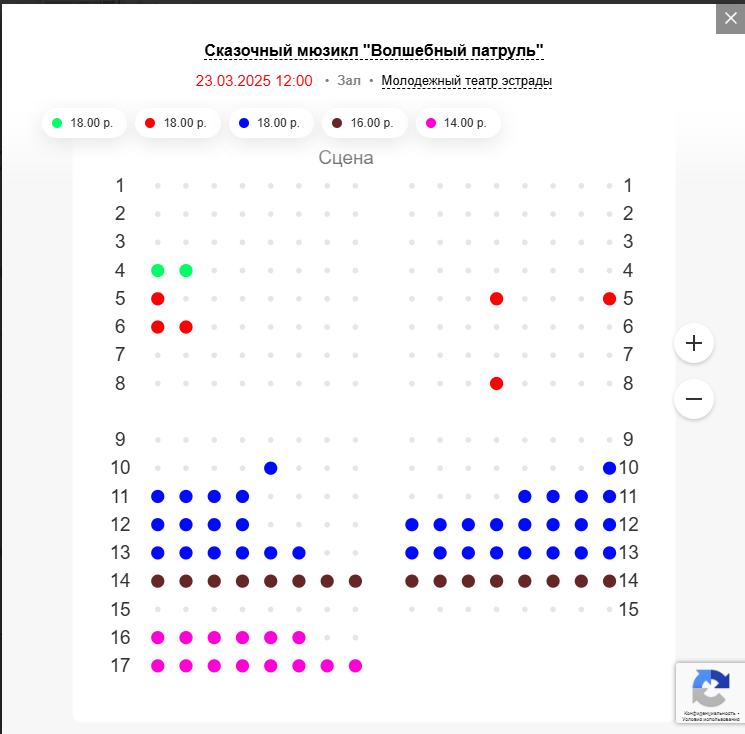 Сказочный мюзикл "Волшебный патруль"
23.03.2025 12:00 • Зал • Молодежный театр эстрады
18.00 р. 18.00 р. 18.00 р. 16.00 р. 14.00 р.
Сцена
1 1
2 2
3 3
4 4
5 5
6 6
7 7
8 8
9 9
10 10
11 11
12 12
13 13
14 14
15 15
16
17
Конфиденциальность -
Условия использования